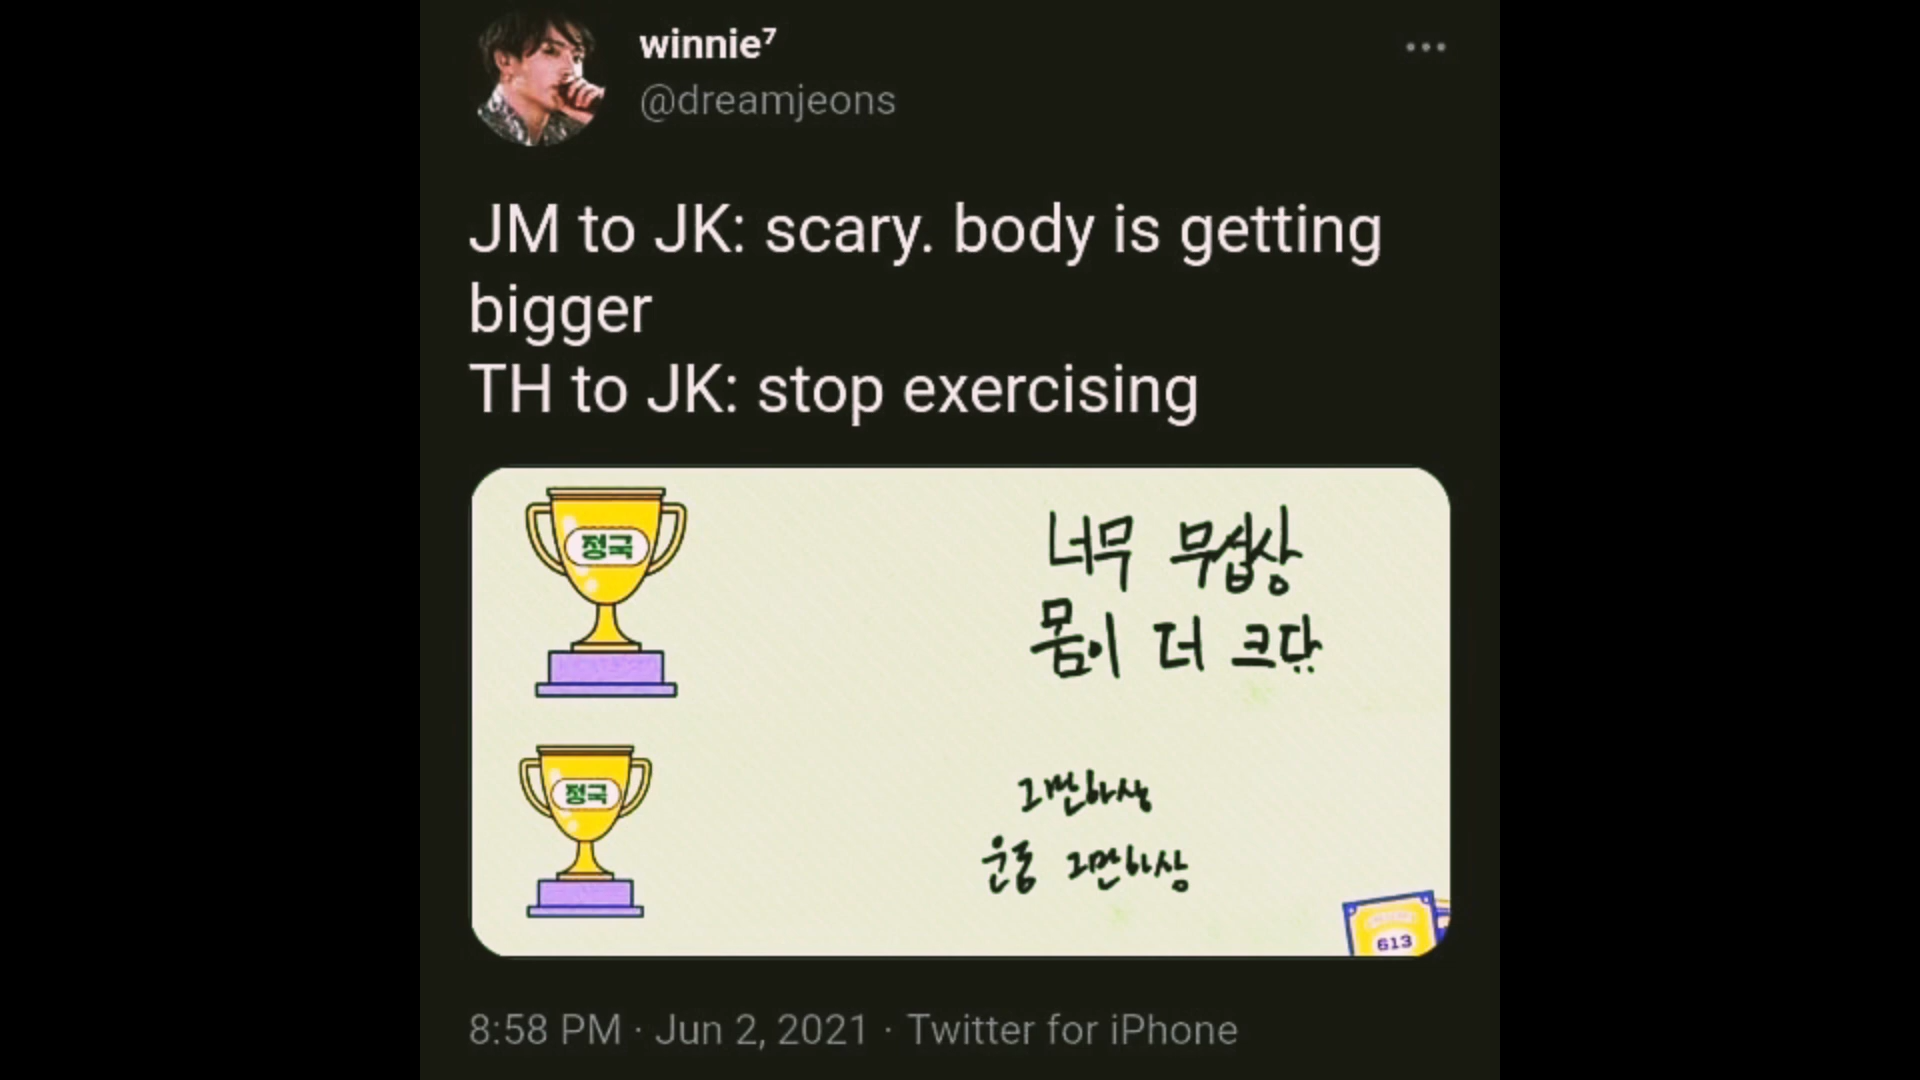 winnie⁷
@dreamjeons
JM to JK: scary. body is getting
bigger
TH to JK: stop exercising
정국
너무 무섭상
몸이 더 크다
정국
그만하상
운동 그만하상
613
8:58 PM · Jun 2, 2021 · Twitter for iPhone